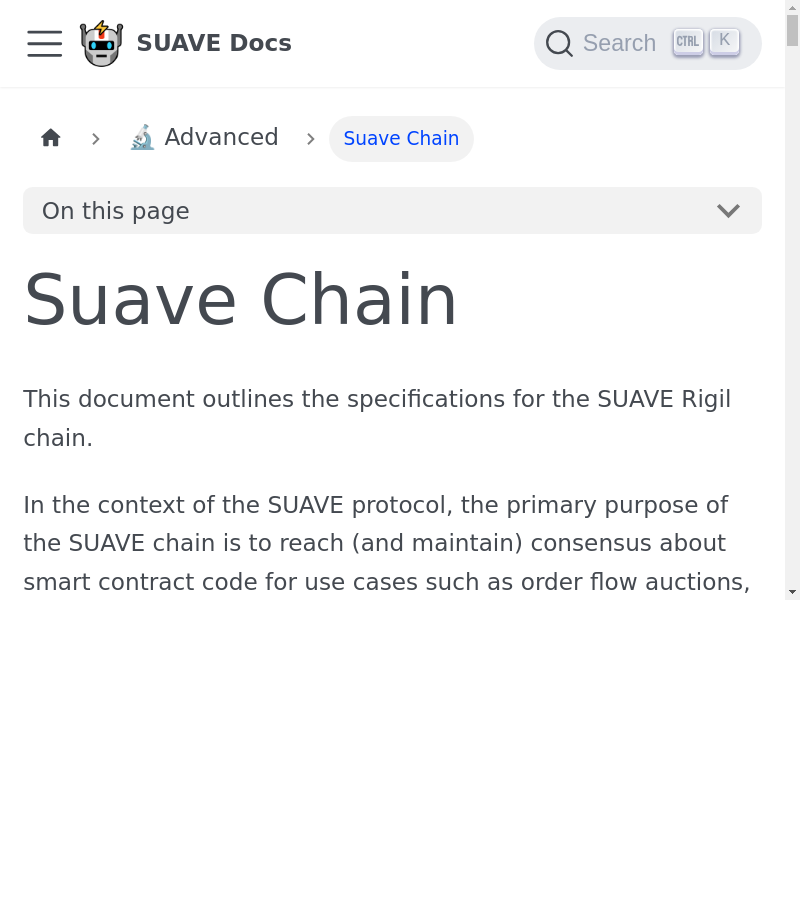 SUAVE Docs
Search CTRL K
🔬 Advanced
Suave Chain
On this page
Suave Chain
This document outlines the specifications for the SUAVE Rigil
chain.
In the context of the SUAVE protocol, the primary purpose of
the SUAVE chain is to reach (and maintain) consensus about
smart contract code for use cases such as order flow auctions,